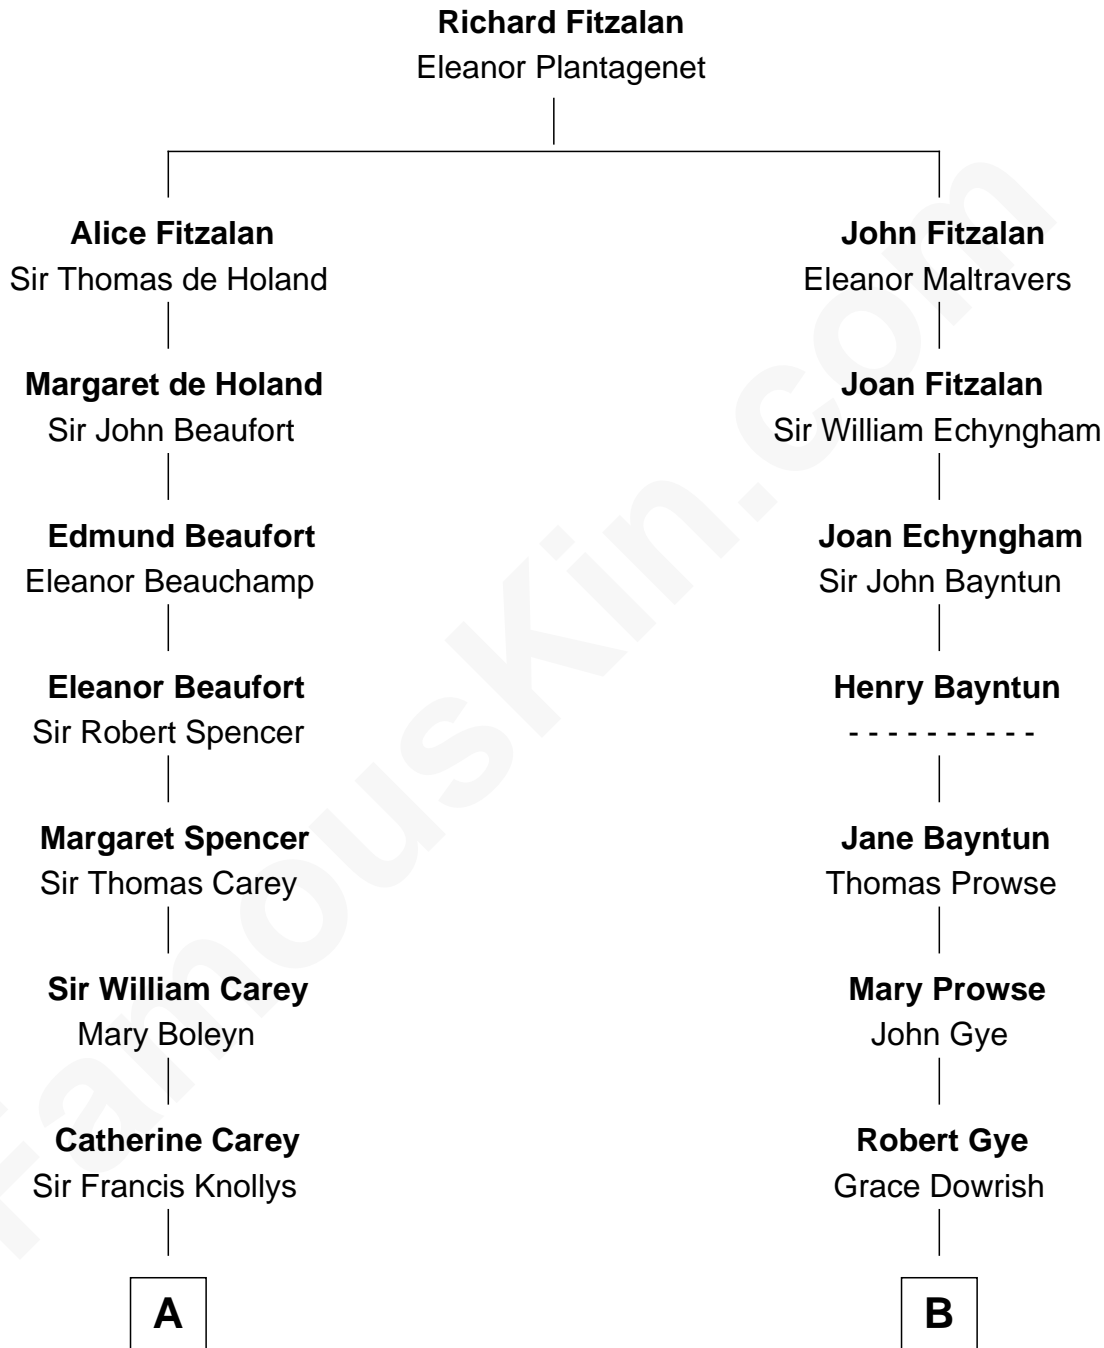 Richard Fitzalan
Eleanor Plantagenet
Alice Fitzalan
Sir Thomas de Holand
John Fitzalan
Eleanor Maltravers
Margaret de Holand
Sir John Beaufort
Joan Fitzalan
Sir William Echyngham
Edmund Beaufort
Eleanor Beauchamp
Joan Echyngham
Sir John Bayntun
Eleanor Beaufort
Sir Robert Spencer
Henry Bayntun
- - - - - - - - - -
Margaret Spencer
Sir Thomas Carey
Jane Bayntun
Thomas Prowse
Sir William Carey
Mary Boleyn
Mary Prowse
John Gye
Catherine Carey
Sir Francis Knollys
Robert Gye
Grace Dowrish
A
B
FamousKin.com